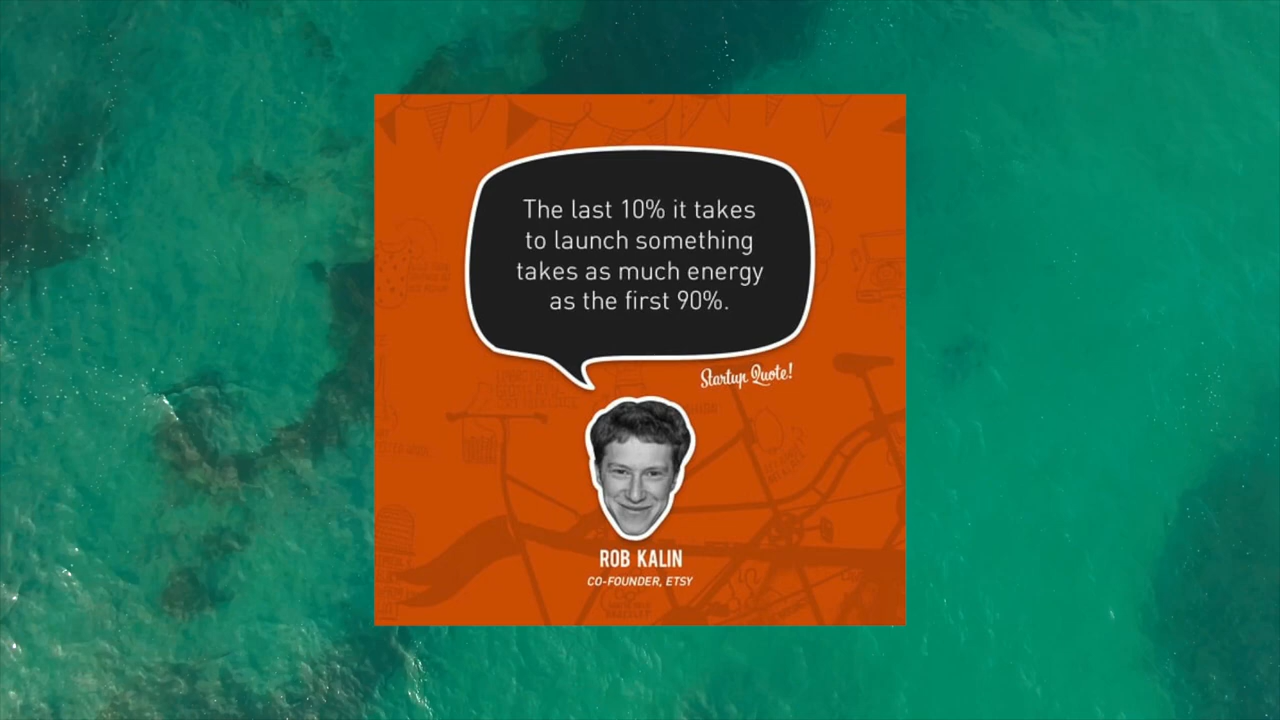 The last 10% it takes
to launch something
takes as much energy
as the first 90%.
Startup Quote!
ROB KALIN
CO-FOUNDER, ETSY